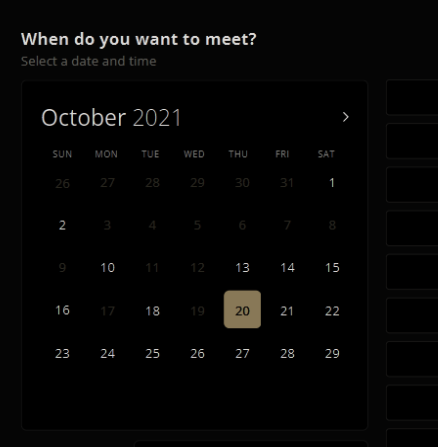 When do you want to meet?
Select a date and time
October 2021
SUN MON TUE WED THU FRI SAT
26 27 28 29 30 31 1
2 3 4 5 6 7 8
9 10 11 12 13 14 15
16 17 18 19 20 21 22
23 24 25 26 27 28 29